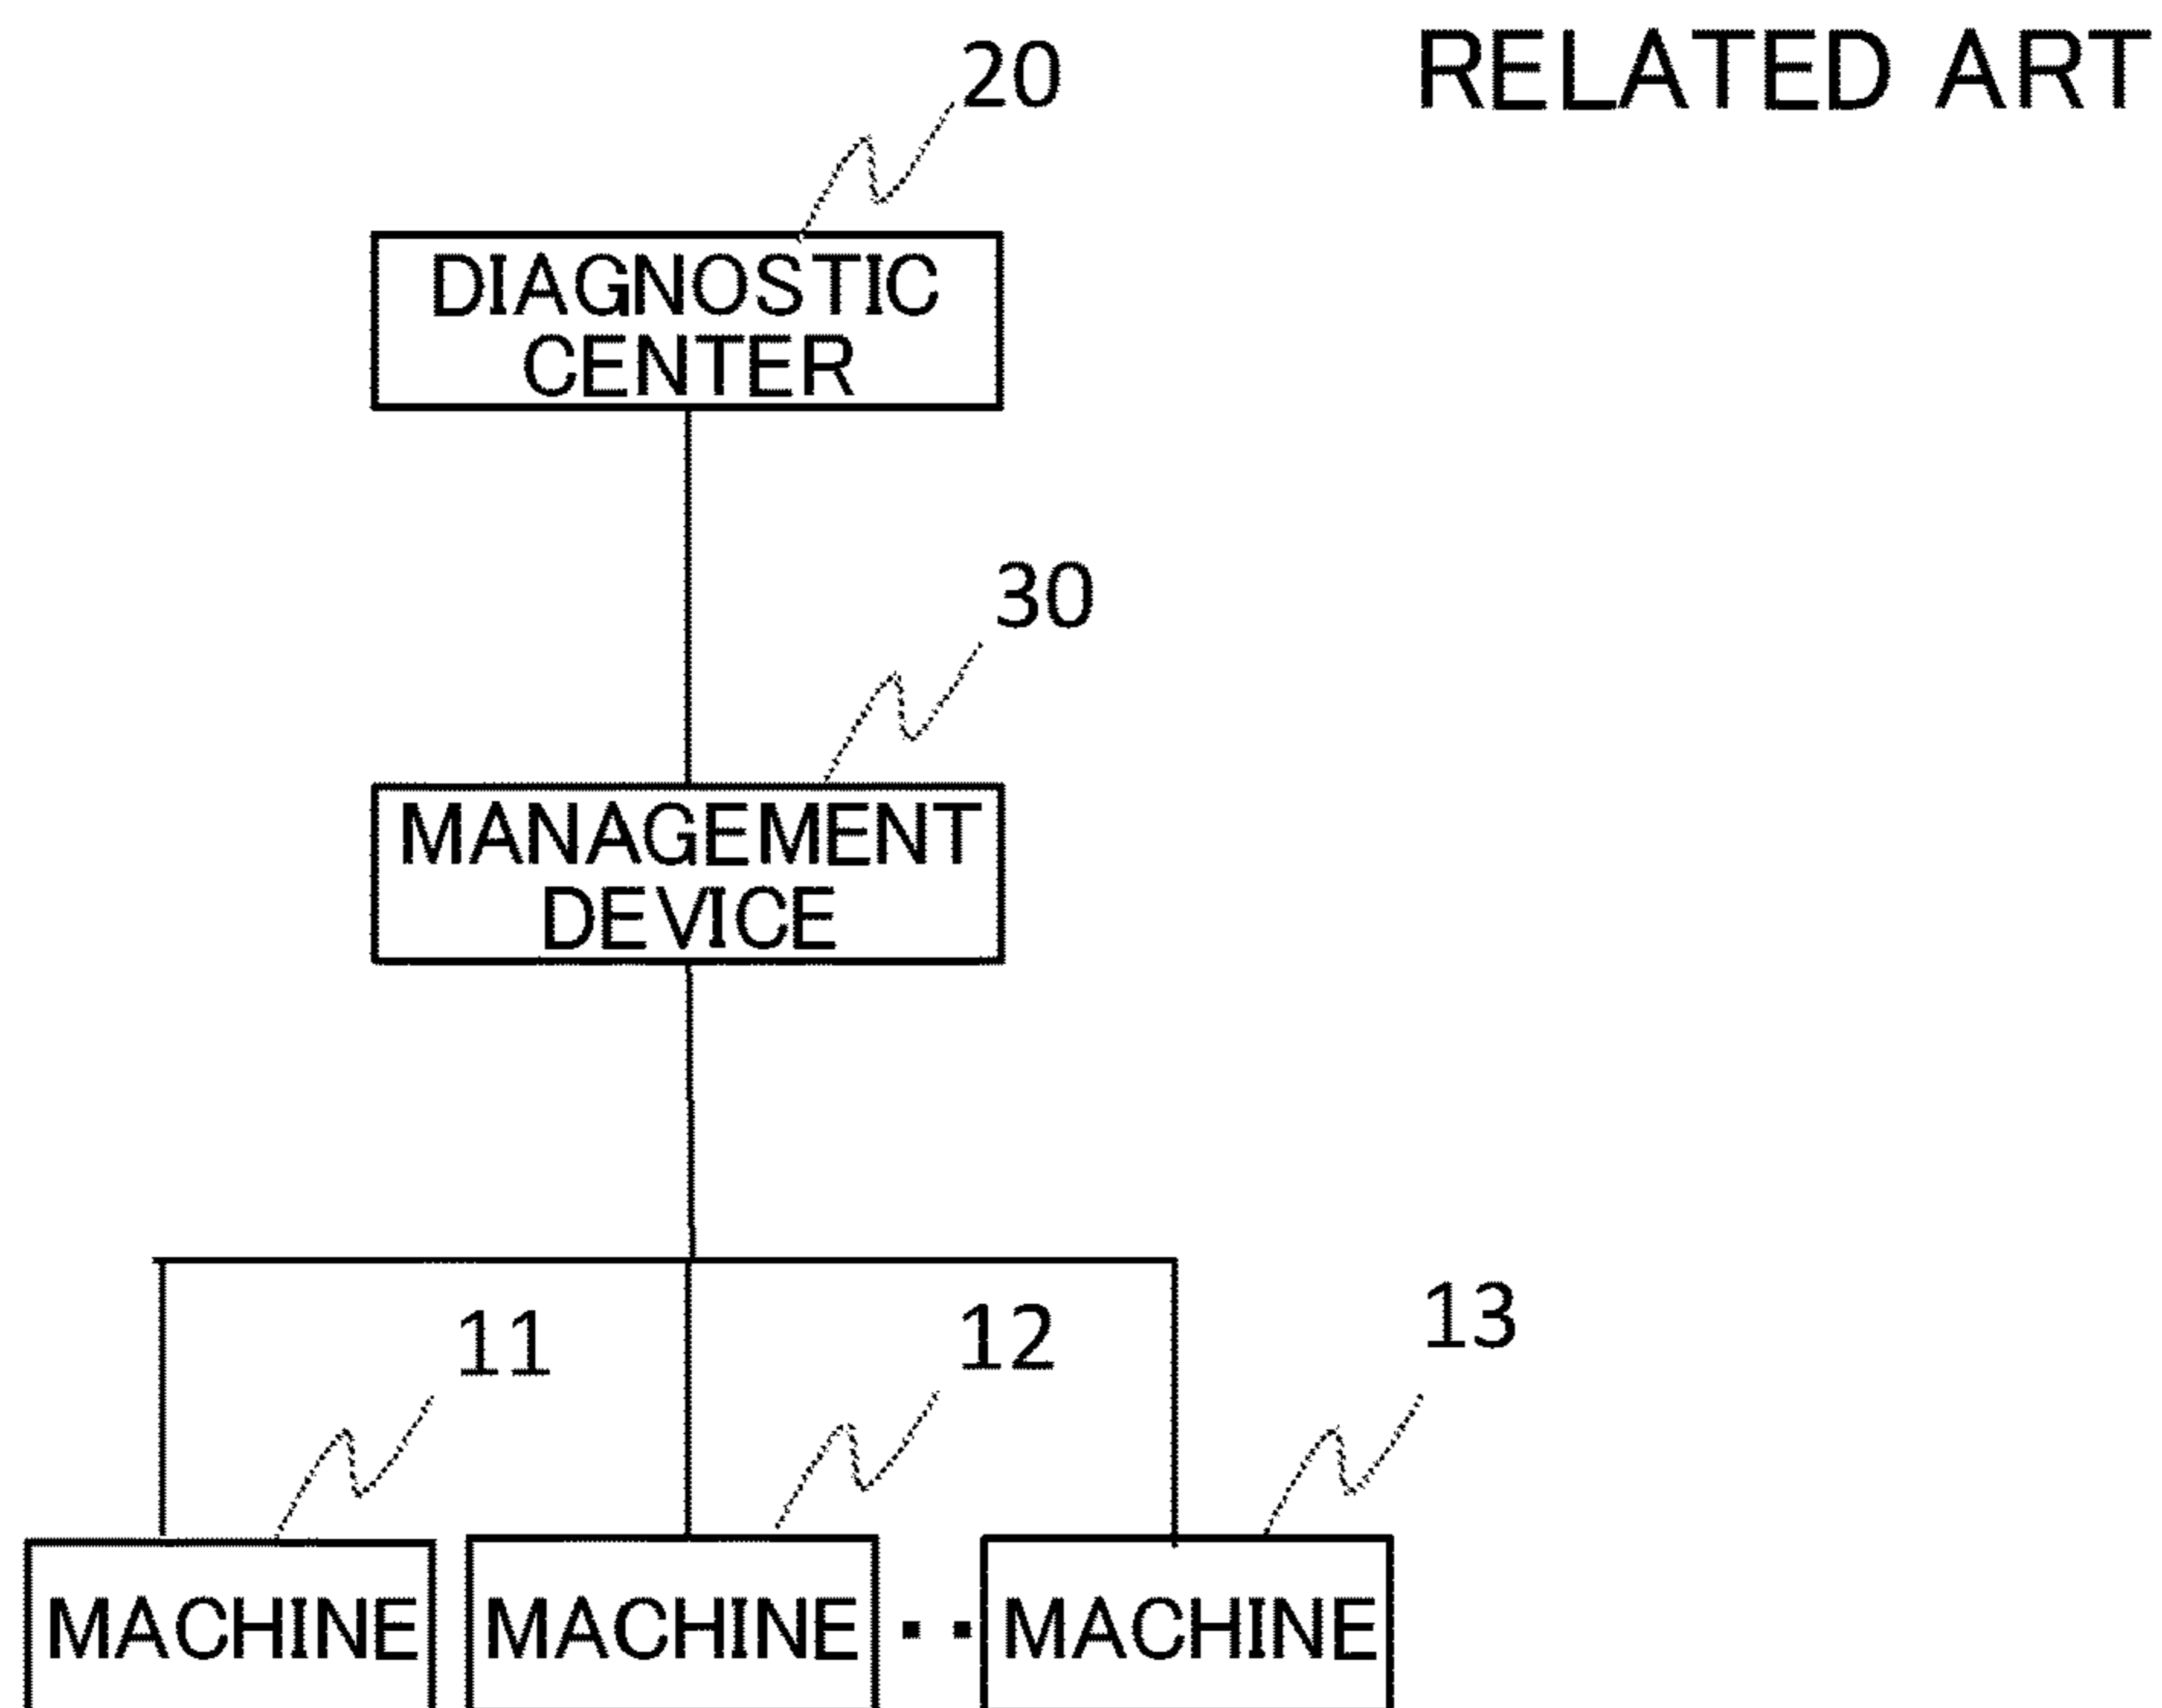 RELATED ART
20
DIAGNOSTIC
CENTER
30
MANAGEMENT
DEVICE
11
12
13
MACHINE
MACHINE
MACHINE